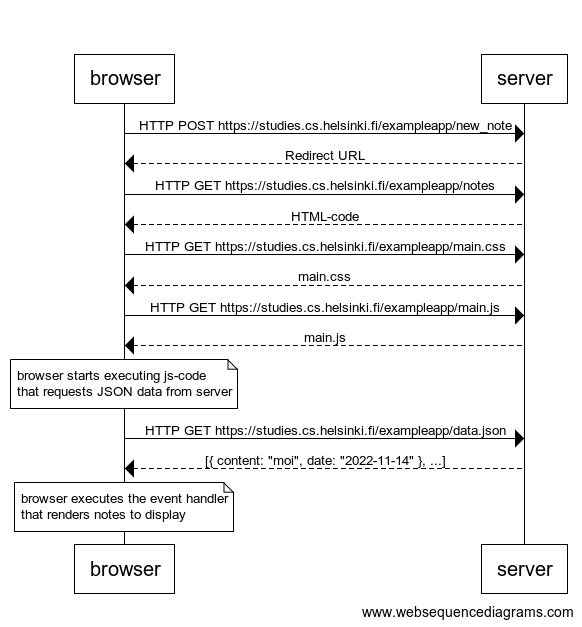 browser server
HTTP POST https://studies.cs.helsinki.fi/exampleapp/new_note
Redirect URL
HTTP GET https://studies.cs.helsinki.fi/exampleapp/notes
HTML-code
HTTP GET https://studies.cs.helsinki.fi/exampleapp/main.css
main.css
HTTP GET https://studies.cs.helsinki.fi/exampleapp/main.js
main.js
browser starts executing js-code
that requests JSON data from server
HTTP GET https://studies.cs.helsinki.fi/exampleapp/data.json
[{ content: "moi", date: "2022-11-14" }, ...]
browser executes the event handler
that renders notes to display
browser server
www.websequencediagrams.com